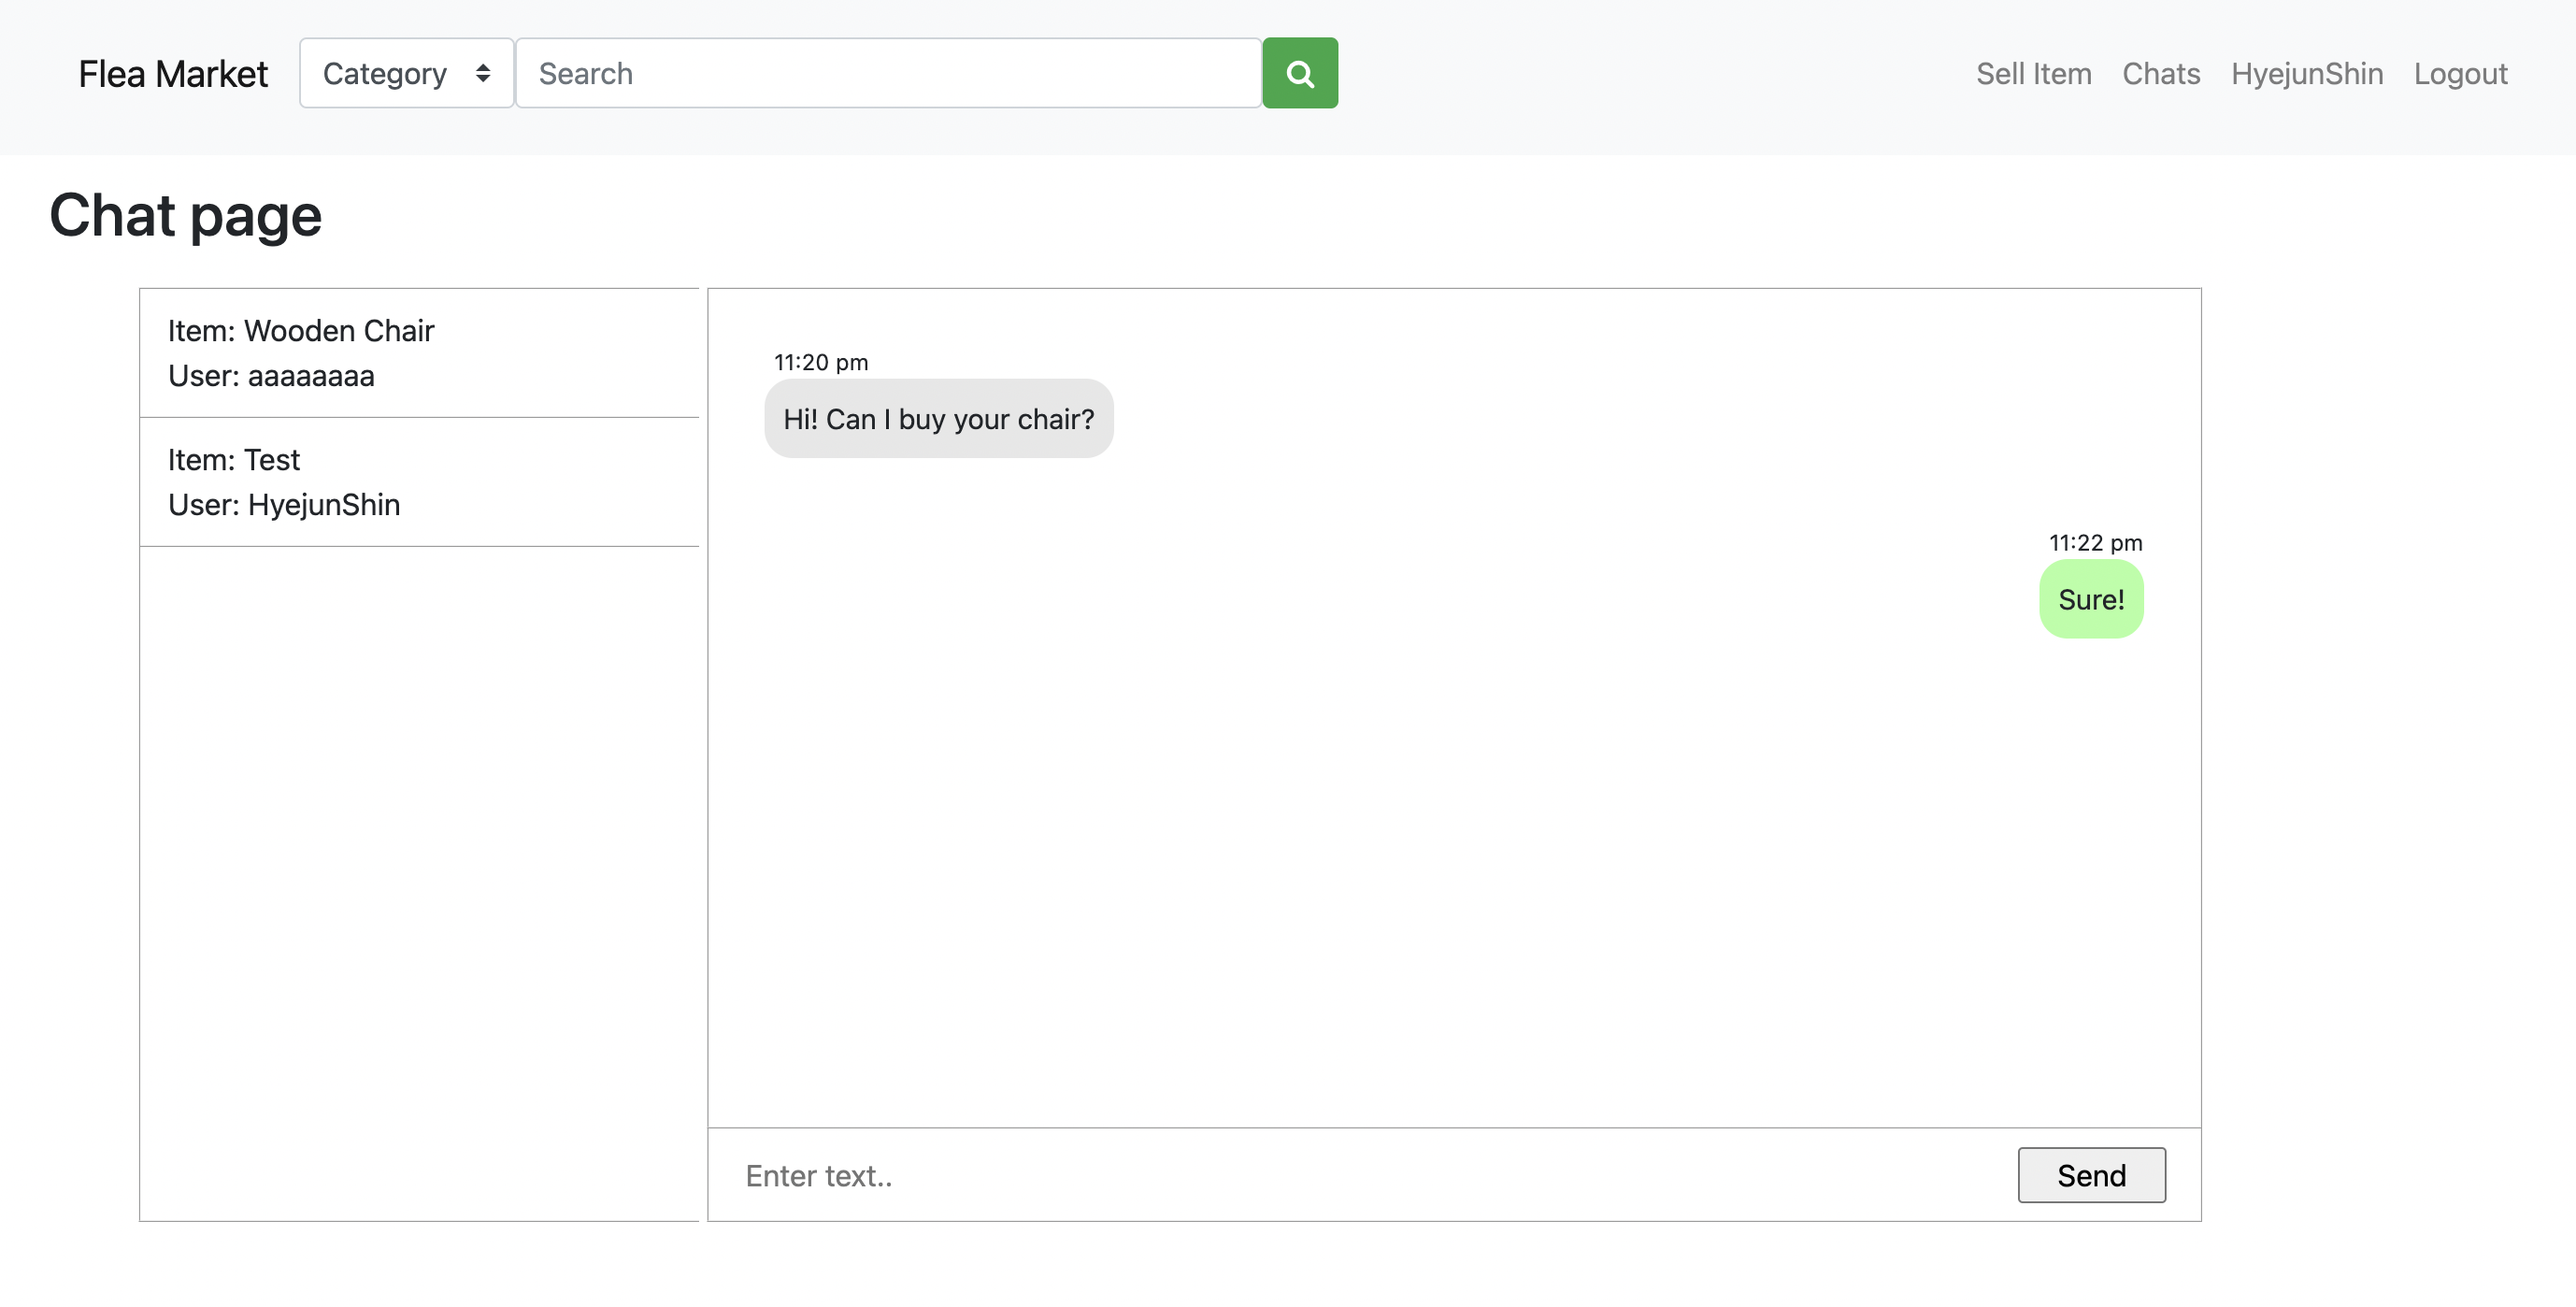 Flea Market
Category
Search
Sell Item
Chats
HyejunShin
Logout
Chat page
Item: Wooden Chair
User: aaaaaaaa
Item: Test
User: HyejunShin
11:20 pm
Hi! Can I buy your chair?
11:22 pm
Sure!
Enter text..
Send